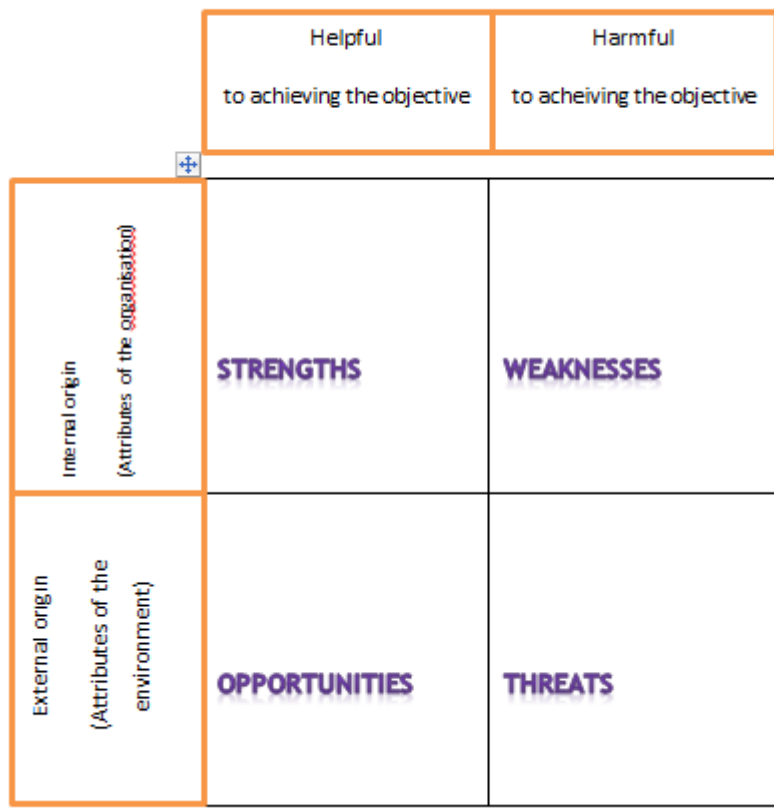 Helpful
to achieving the objective
Harmful
to acheiving the objective
Internal origin
(Attributes of the organisation)
STRENGTHS
WEAKNESSES
External origin
(Attributes of the
environment)
OPPORTUNITIES
THREATS